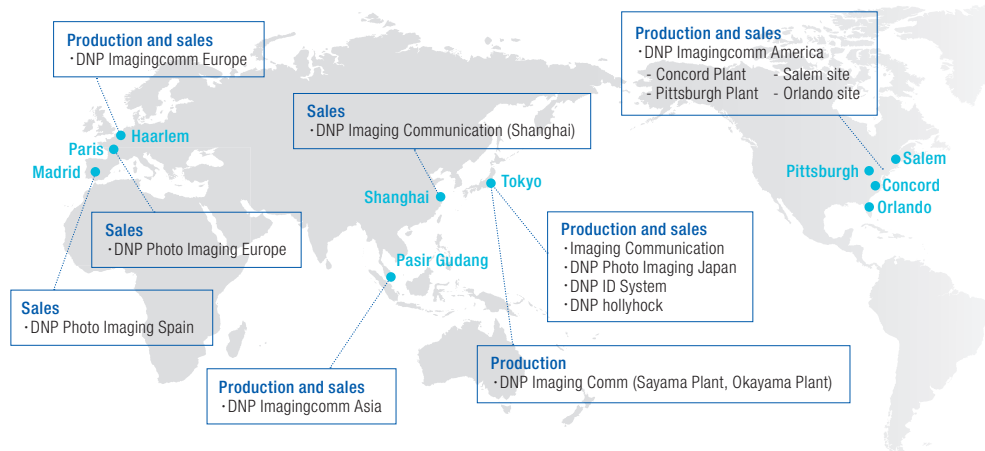 Production and sales
・DNP Imagingcomm Europe
Production and sales
・DNP Imagingcomm America
- Concord Plant - Salem site
- Pittsburgh Plant - Orlando site
Sales
・DNP Imaging Communication (Shanghai)
Haarlem
Paris
Madrid
Salem
Pittsburgh
Concord
Orlando
Tokyo
Shanghai
Sales
・DNP Photo Imaging Europe
Production and sales
・Imaging Communication
・DNP Photo Imaging Japan
・DNP ID System
・DNP hollyhock
Pasir Gudang
Sales
・DNP Photo Imaging Spain
Production
・DNP Imaging Comm (Sayama Plant, Okayama Plant)
Production and sales
・DNP Imagingcomm Asia